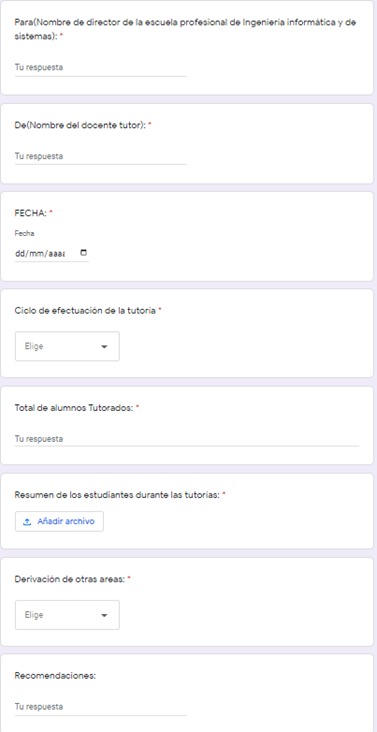 Para(Nombre de director de la escuela profesional de Ingeniería informática y de
sistemas): *
Tu respuesta
De(Nombre del docente tutor): *
Tu respuesta
FECHA: *
Fecha
dd/mm/aaaa
Ciclo de efectuación de la tutoria *
Elige
Total de alumnos Tutorados: *
Tu respuesta
Resumen de los estudiantes durante las tutorias: *
Añadir archivo
Derivación de otras areas: *
Elige
Recomendaciones:
Tu respuesta